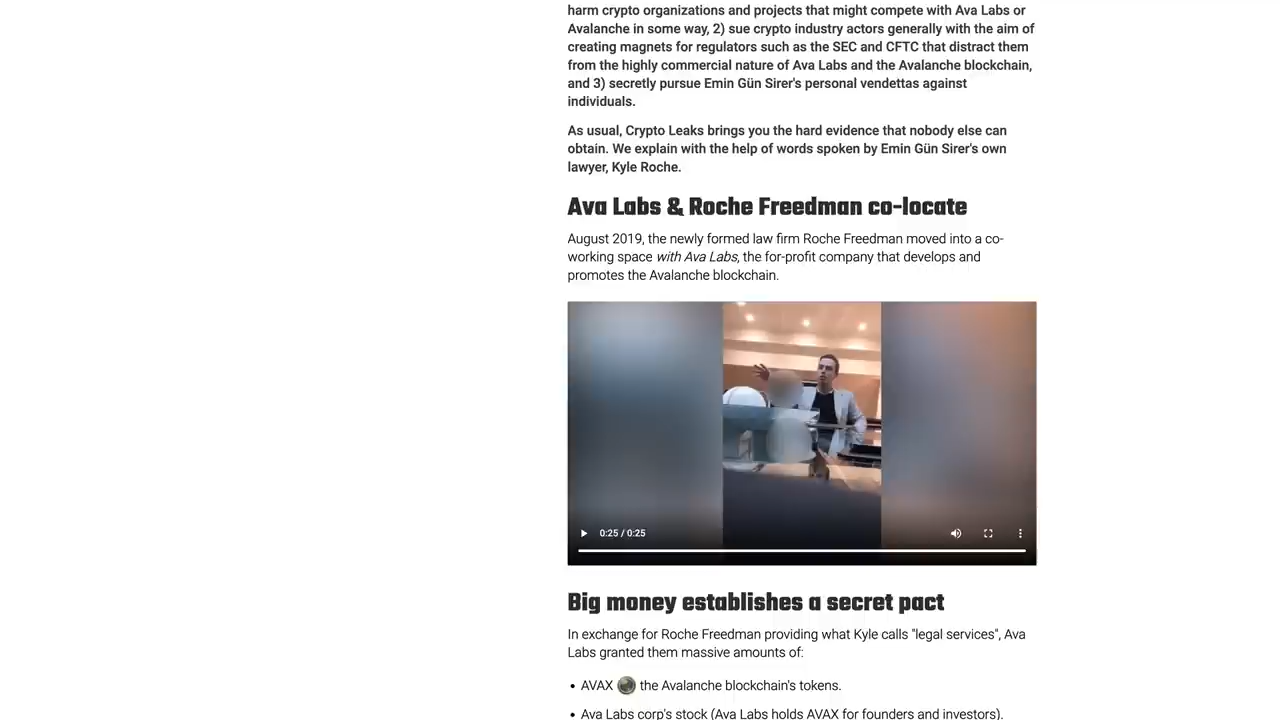 harm crypto organizations and projects that might compete with Ava Labs or
Avalanche in some way, 2) sue crypto industry actors generally with the aim of
creating magnets for regulators such as the SEC and CFTC that distract them
from the highly commercial nature of Ava Labs and the Avalanche blockchain,
and 3) secretly pursue Emin Gün Sirer's personal vendettas against
individuals.
As usual, Crypto Leaks brings you the hard evidence that nobody else can
obtain. We explain with the help of words spoken by Emin Gün Sirer's own
lawyer, Kyle Roche.
Ava Labs & Roche Freedman co-locate
August 2019, the newly formed law firm Roche Freedman moved into a co-
working space with Ava Labs, the for-profit company that develops and
promotes the Avalanche blockchain.
0:25 / 0:25
Big money establishes a secret pact
In exchange for Roche Freedman providing what Kyle calls "legal services", Ava
Labs granted them massive amounts of:
• AVAX the Avalanche blockchain's tokens.
• Ava Labs corp's stock (Ava Labs holds AVAX for founders and investors).